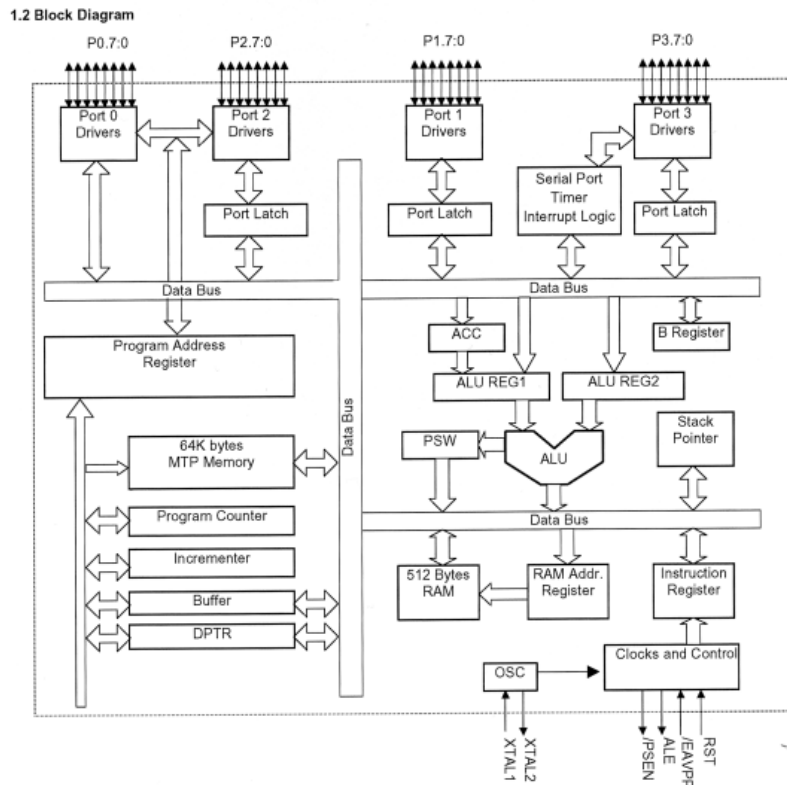 1.2 Block Diagram
P0.7:0 P2.7:0 P1.7:0 P3.7:0
Port 0
Drivers
Port 2
Drivers
Port 1
Drivers
Port 3
Drivers
Port Latch
Port Latch
Serial Port
Timer
Interrupt Logic
Port Latch
Data Bus
Data Bus
Program Address
Register
ACC
B Register
ALU REG1
ALU REG2
Data Bus
64K bytes
MTP Memory
PSW
ALU
Stack
Pointer
Program Counter
Data Bus
Incrementer
512 Bytes
RAM
RAM Addr.
Register
Instruction
Register
Buffer
DPTR
OSC
Clocks and Control
XTAL1
XTAL2
/PSEN
ALE
/EAVPP
RST